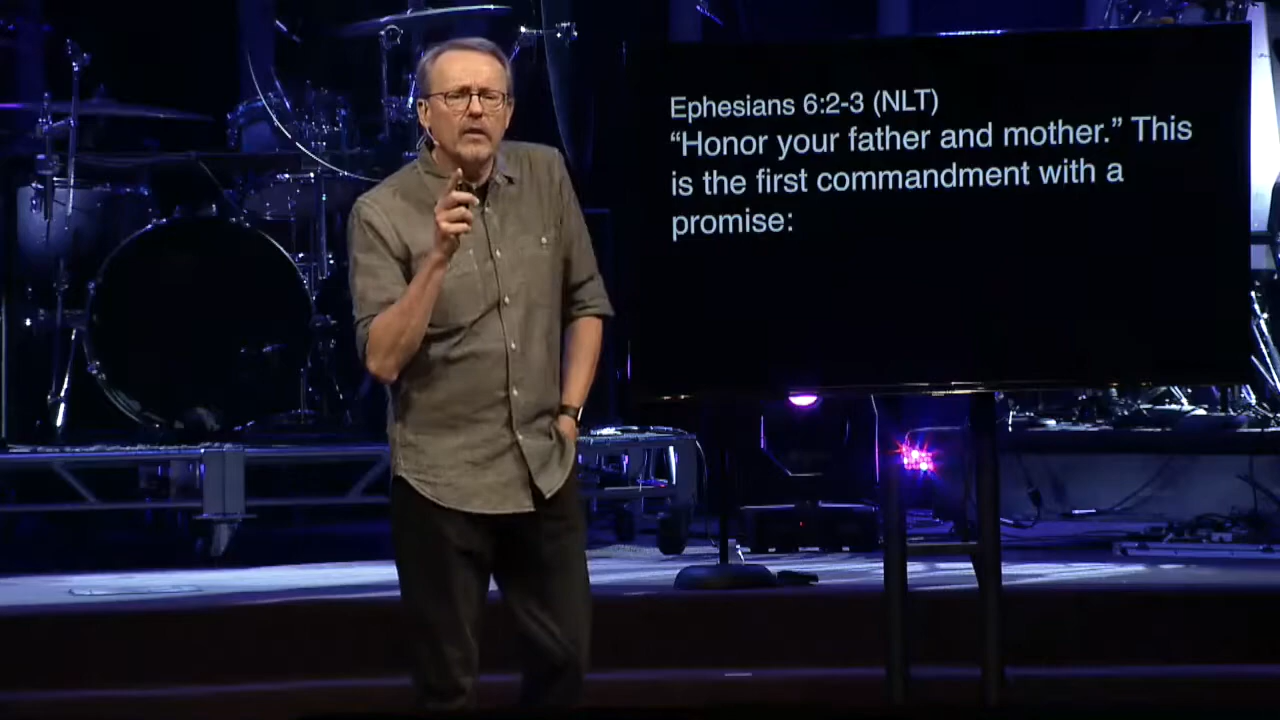 Ephesians 6:2-3 (NLT)
“Honor your father and mother.” This
is the first commandment with a
promise: